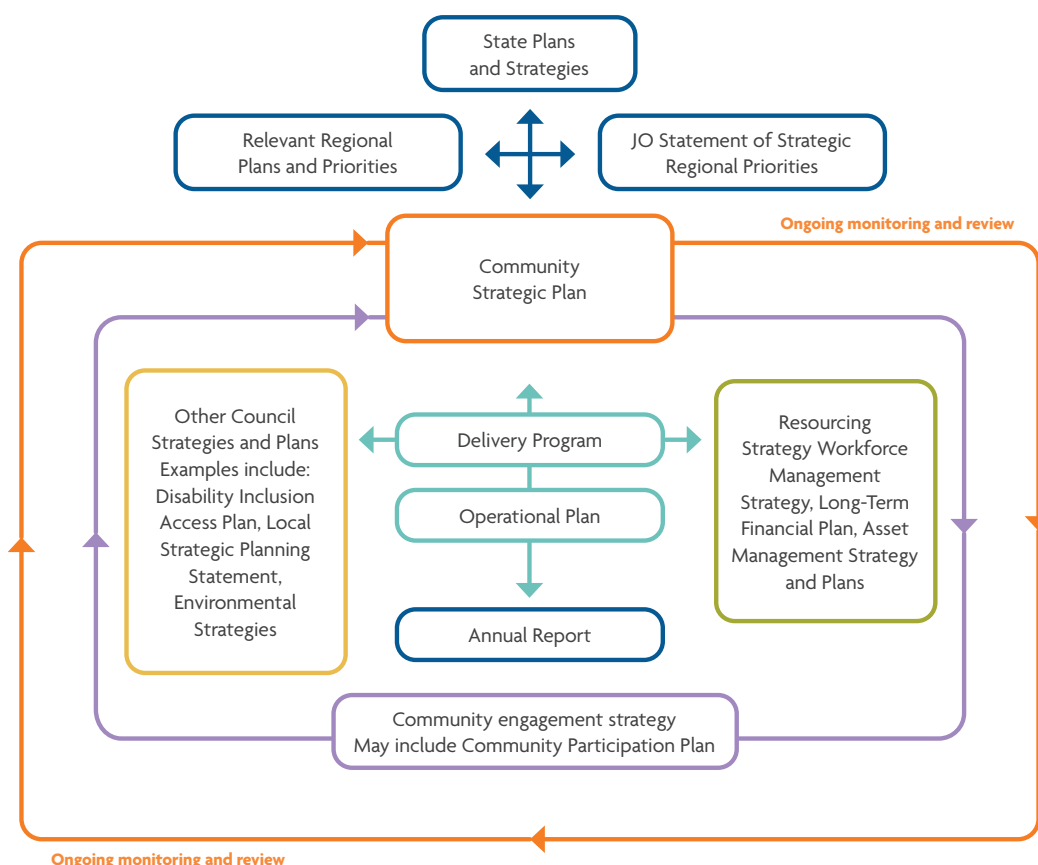 State Plans
and Strategies
Relevant Regional
Plans and Priorities
JO Statement of Strategic
Regional Priorities
Ongoing monitoring and review
Community
Strategic Plan
Other Council
Strategies and Plans
Examples include:
Disability Inclusion
Access Plan, Local
Strategic Planning
Statement,
Environmental
Strategies
Delivery Program
Operational Plan
Annual Report
Resourcing
Strategy Workforce
Management
Strategy, Long-Term
Financial Plan, Asset
Management Strategy
and Plans
Community engagement strategy
May include Community Participation Plan
Ongoing monitoring and review